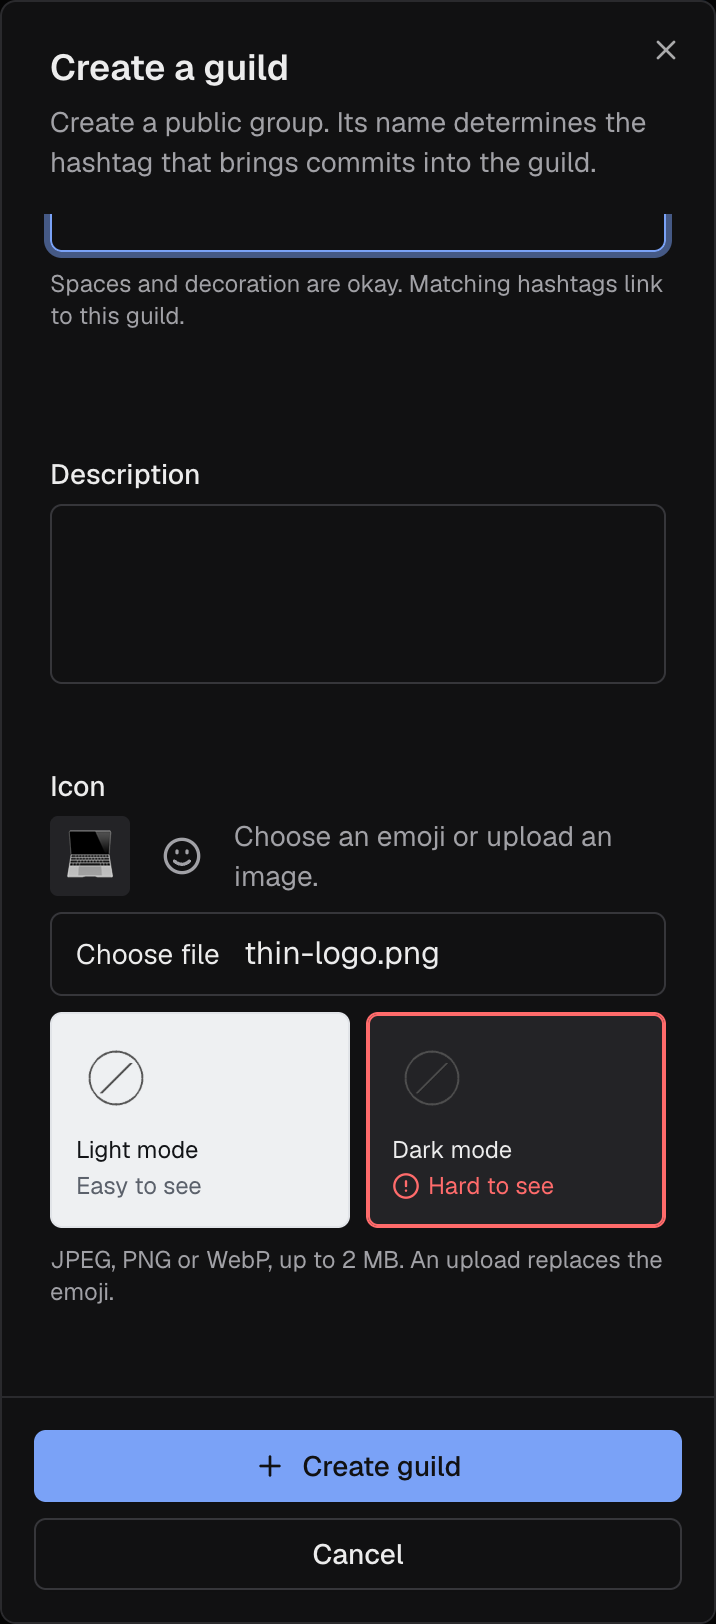 Create a guild
Create a public group. Its name determines the
hashtag that brings commits into the guild.
Spaces and decoration are okay. Matching hashtags link
to this guild.
Description
Icon
Choose an emoji or upload an
image.
Choose file thin-logo.png
Light mode
Easy to see
Dark mode
Hard to see
JPEG, PNG or WebP, up to 2 MB. An upload replaces the
emoji.
Create guild
Cancel